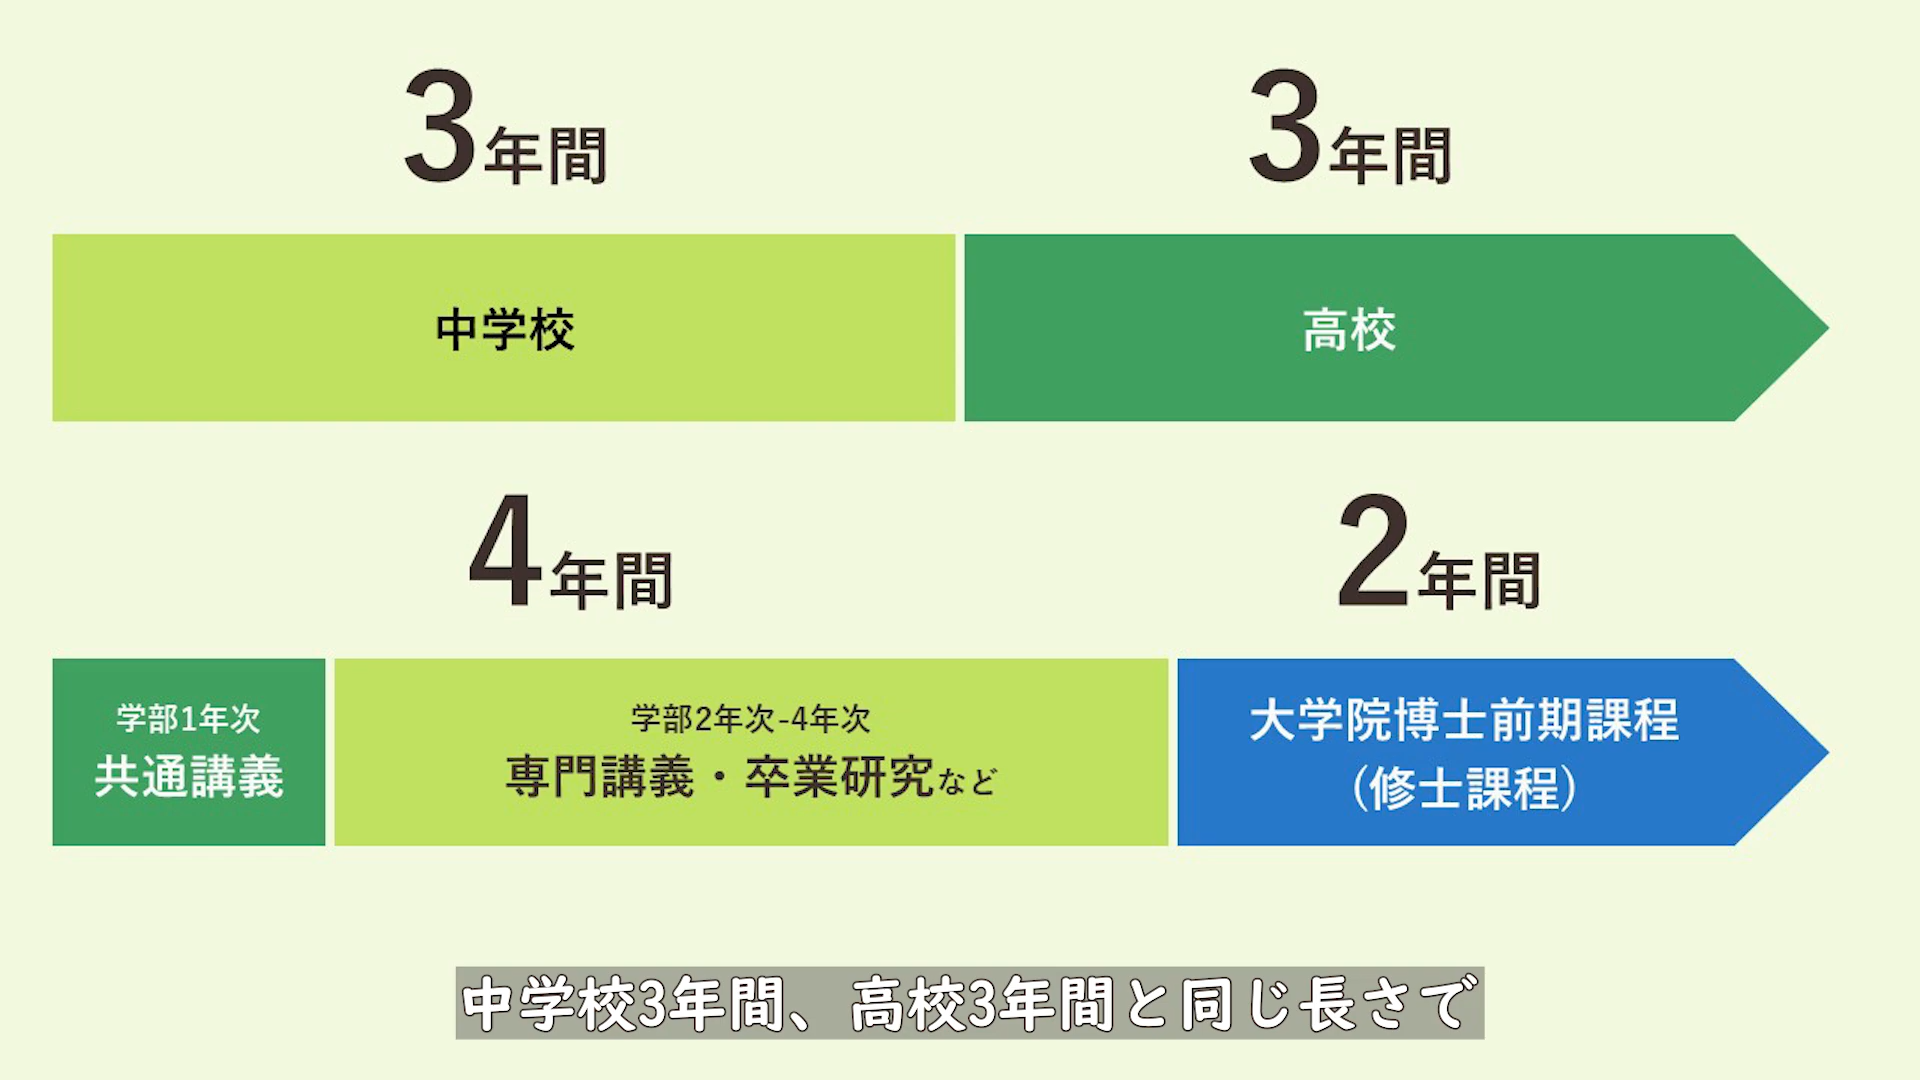 3年間
3年間
中学校
高校
4年間
2年間
学部1年次
共通講義
学部2年次-4年次
専門講義・卒業研究など
大学院博士前期課程
(修士課程)
中学校3年間、高校3年間と同じ長さで